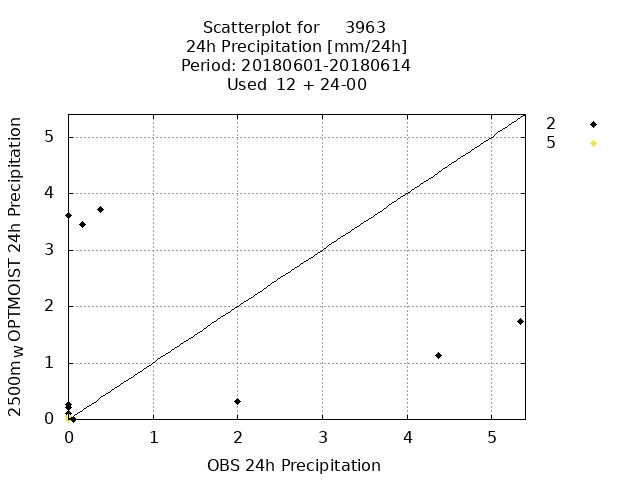 Scatterplot for 3963
24h Precipitation [mm/24h]
Period: 20180601-20180614
Used 12 + 24-00
2
5
2500m_w OPTMOIST 24h Precipitation
5
4
3
2
1
0
0 1 2 3 4 5
OBS 24h Precipitation